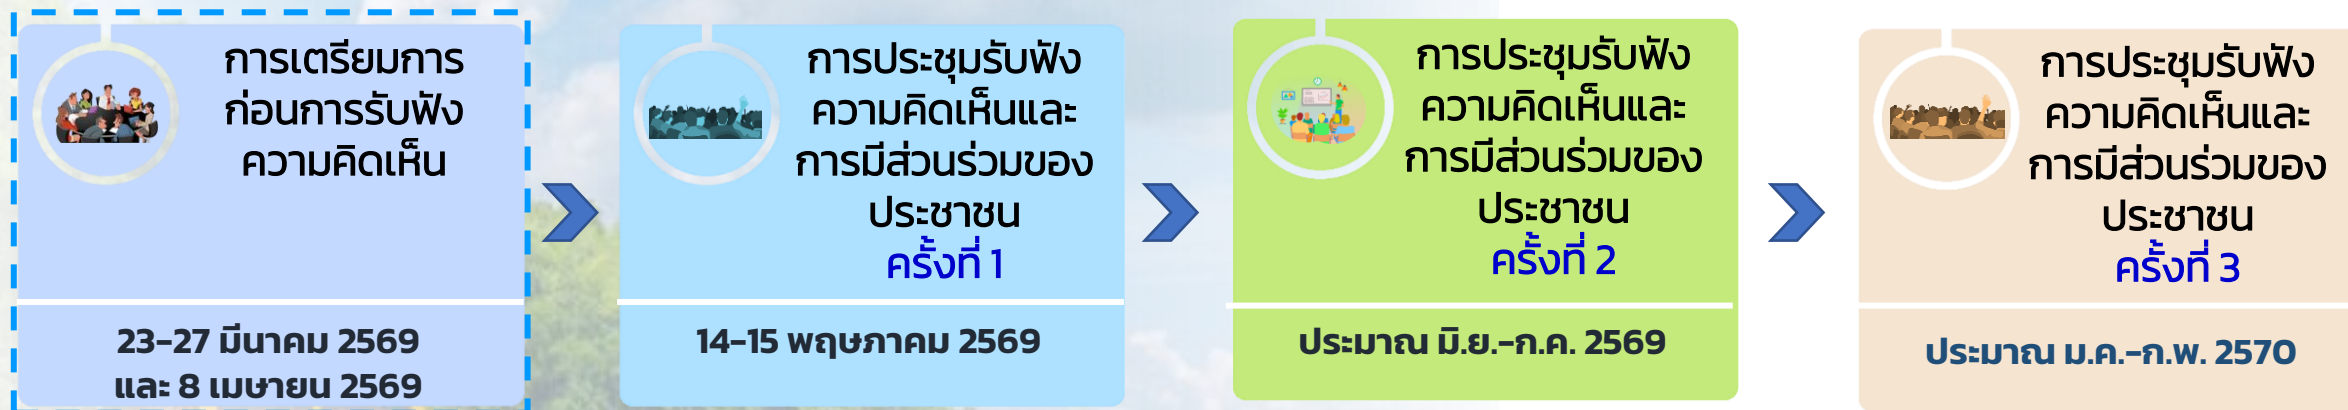 การเตรียมการ
ก่อนการรับฟัง
ความคิดเห็น
23-27 มีนาคม 2569
และ 8 เมษายน 2569
การประชุมรับฟัง
ความคิดเห็นและ
การมีส่วนร่วมของ
ประชาชน
ครั้งที่ 1
14-15 พฤษภาคม 2569
การประชุมรับฟัง
ความคิดเห็นและ
การมีส่วนร่วมของ
ประชาชน
ครั้งที่ 2
ประมาณ มิ.ย.-ก.ค. 2569
การประชุมรับฟัง
ความคิดเห็นและ
การมีส่วนร่วมของ
ประชาชน
ครั้งที่ 3
ประมาณ ม.ค.-ก.พ. 2570